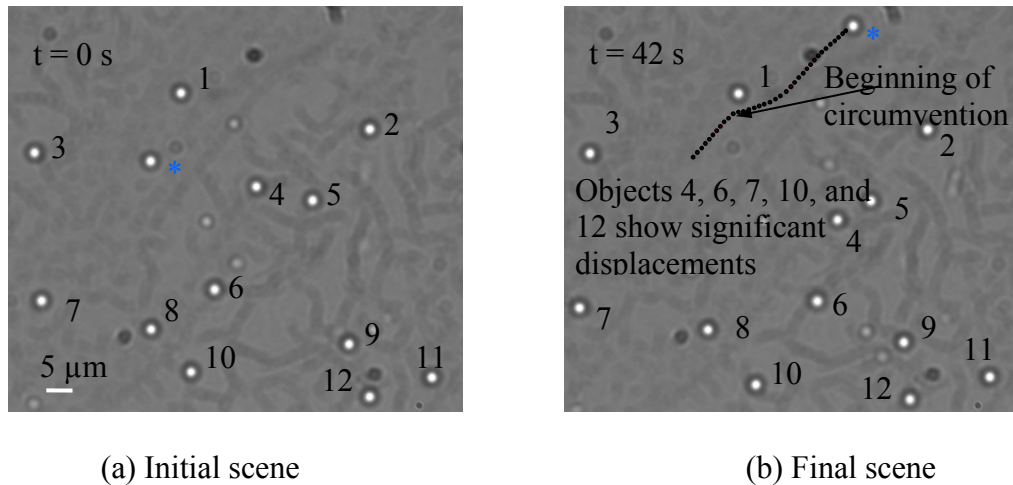 t = 0 s
1
2
3
*
4
5
6
7
8
9
10
11
12
5 µm
(a) Initial scene
t = 42 s
*
1
Beginning of
circumvention
3
2
Objects 4, 6, 7, 10, and
12 show significant
displacements
5
4
6
7
8
9
10
11
12
(b) Final scene